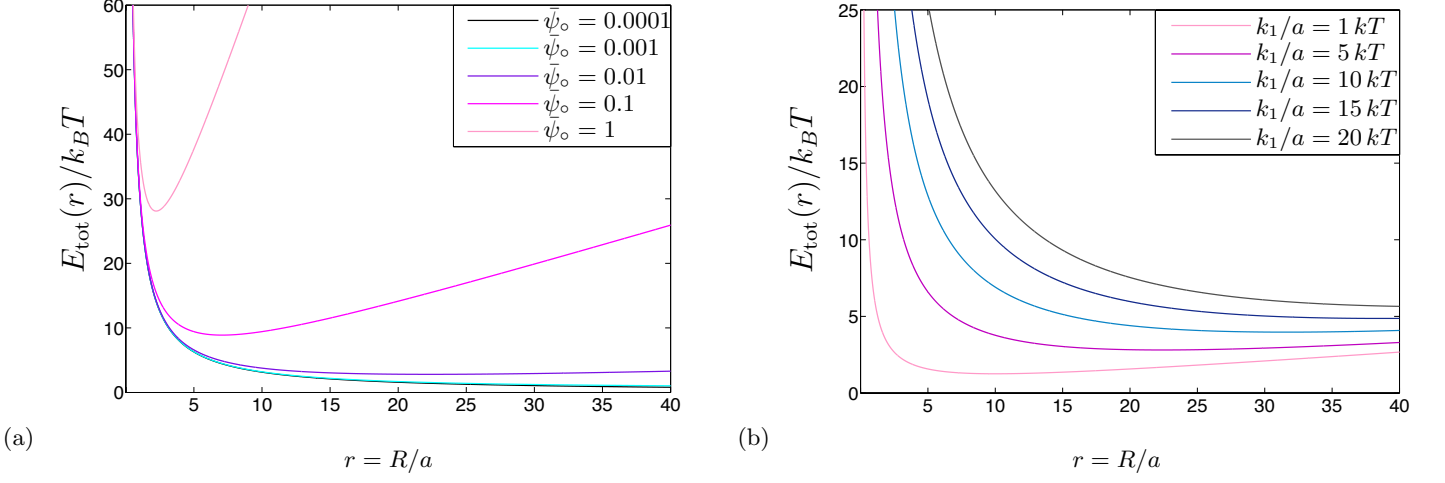 60
50
40
30
20
10
0
5
10
15
20
25
30
35
40
E_tot(r)/k_BT
ψ̄_∘ = 0.0001
ψ̄_∘ = 0.001
ψ̄_∘ = 0.01
ψ̄_∘ = 0.1
ψ̄_∘ = 1
(a)
r = R/a
25
20
15
10
5
0
5
10
15
20
25
30
35
40
E_tot(r)/k_BT
k_1/a = 1 kT
k_1/a = 5 kT
k_1/a = 10 kT
k_1/a = 15 kT
k_1/a = 20 kT
(b)
r = R/a